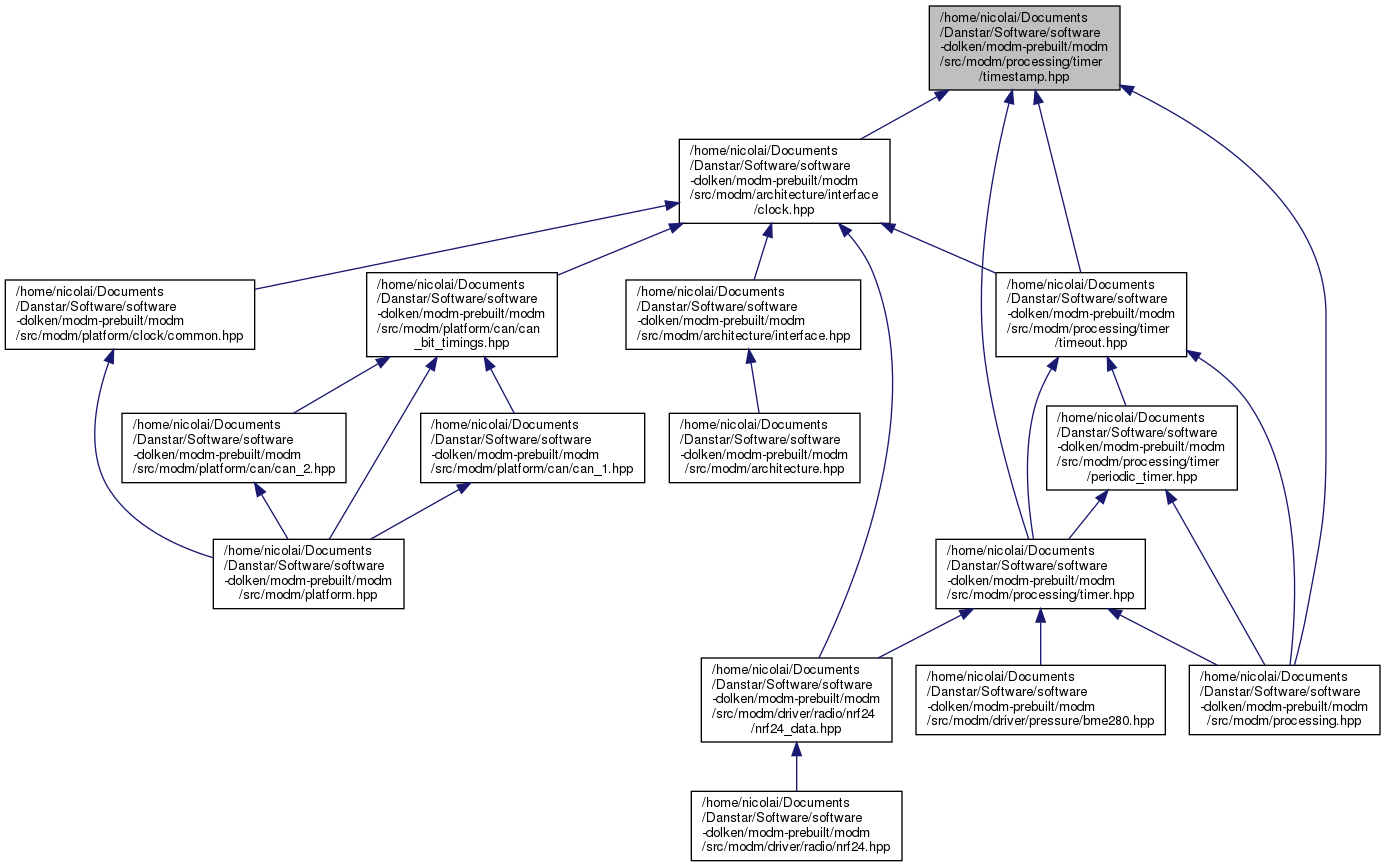 /home/nicolai/Documents
/Danstar/Software/software
-dolken/modm-prebuilt/modm
/src/modm/processing/timer
/timestamp.hpp
/home/nicolai/Documents
/Danstar/Software/software
-dolken/modm-prebuilt/modm
/src/modm/architecture/interface
/clock.hpp
/home/nicolai/Documents
/Danstar/Software/software
-dolken/modm-prebuilt/modm
/src/modm/platform/clock/common.hpp
/home/nicolai/Documents
/Danstar/Software/software
-dolken/modm-prebuilt/modm
/src/modm/platform/can/can
_bit_timings.hpp
/home/nicolai/Documents
/Danstar/Software/software
-dolken/modm-prebuilt/modm
/src/modm/architecture/interface.hpp
/home/nicolai/Documents
/Danstar/Software/software
-dolken/modm-prebuilt/modm
/src/modm/processing/timer
/timeout.hpp
/home/nicolai/Documents
/Danstar/Software/software
-dolken/modm-prebuilt/modm
/src/modm/platform/can/can_2.hpp
/home/nicolai/Documents
/Danstar/Software/software
-dolken/modm-prebuilt/modm
/src/modm/platform/can/can_1.hpp
/home/nicolai/Documents
/Danstar/Software/software
-dolken/modm-prebuilt/modm
/src/modm/architecture.hpp
/home/nicolai/Documents
/Danstar/Software/software
-dolken/modm-prebuilt/modm
/src/modm/processing/timer
/periodic_timer.hpp
/home/nicolai/Documents
/Danstar/Software/software
-dolken/modm-prebuilt/modm
/src/modm/platform.hpp
/home/nicolai/Documents
/Danstar/Software/software
-dolken/modm-prebuilt/modm
/src/modm/processing/timer.hpp
/home/nicolai/Documents
/Danstar/Software/software
-dolken/modm-prebuilt/modm
/src/modm/driver/radio/nrf24
/nrf24_data.hpp
/home/nicolai/Documents
/Danstar/Software/software
-dolken/modm-prebuilt/modm
/src/modm/driver/pressure/bme280.hpp
/home/nicolai/Documents
/Danstar/Software/software
-dolken/modm-prebuilt/modm
/src/modm/processing.hpp
/home/nicolai/Documents
/Danstar/Software/software
-dolken/modm-prebuilt/modm
/src/modm/driver/radio/nrf24.hpp